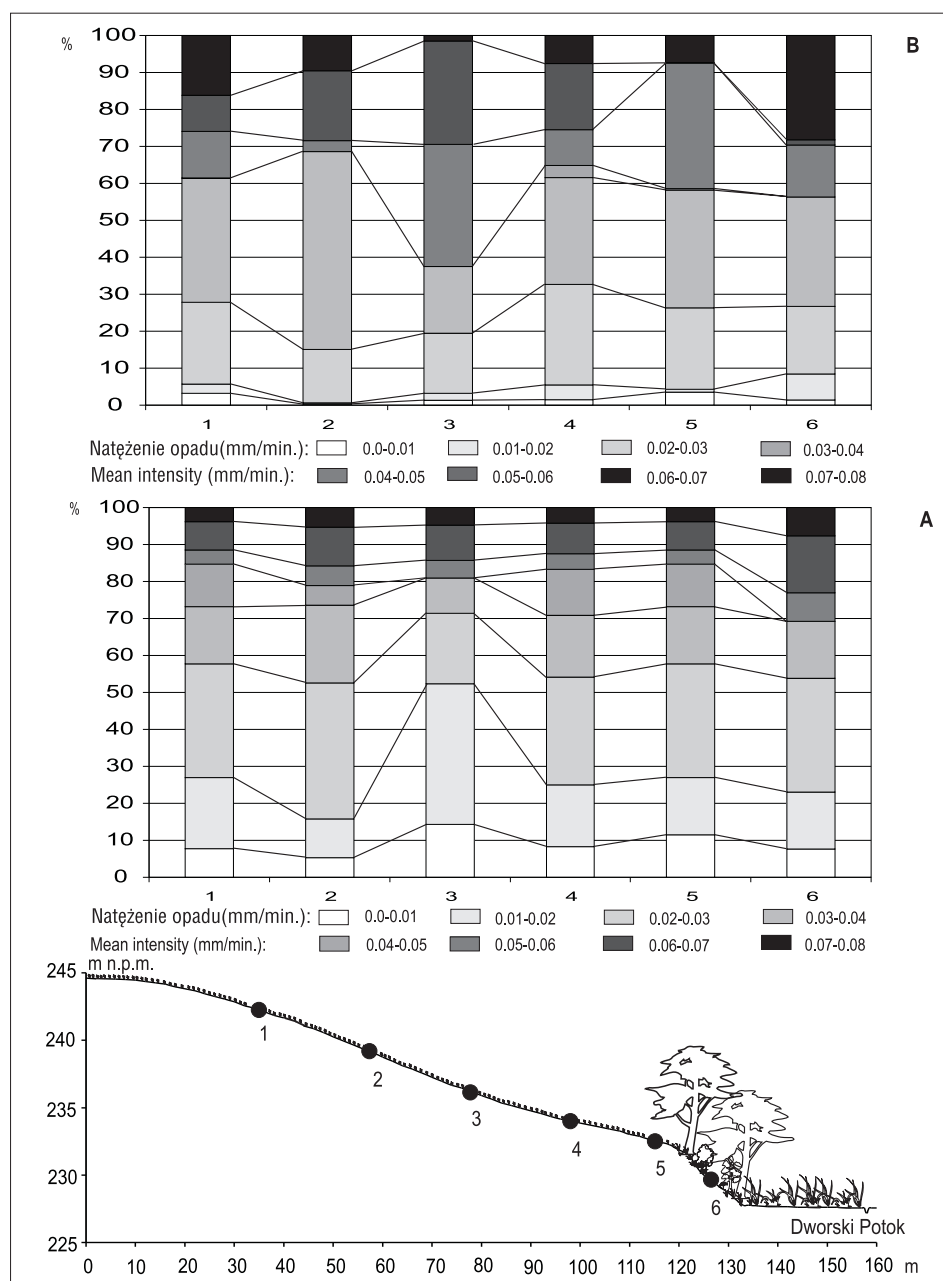 % B
100
90
80
70
60
50
40
30
20
10
0
1 2 3 4 5 6
Natężenie opadu(mm/min.): 0.0-0.01 0.01-0.02 0.02-0.03 0.03-0.04
Mean intensity (mm/min.): 0.04-0.05 0.05-0.06 0.06-0.07 0.07-0.08
% A
100
90
80
70
60
50
40
30
20
10
0
1 2 3 4 5 6
Natężenie opadu(mm/min.): 0.0-0.01 0.01-0.02 0.02-0.03 0.03-0.04
Mean intensity (mm/min.): 0.04-0.05 0.05-0.06 0.06-0.07 0.07-0.08
245 m n.p.m.
240
235
230
225
1
2
3
4
5
6
Dworski Potok
0 10 20 30 40 50 60 70 80 90 100 110 120 130 140 150 160 m